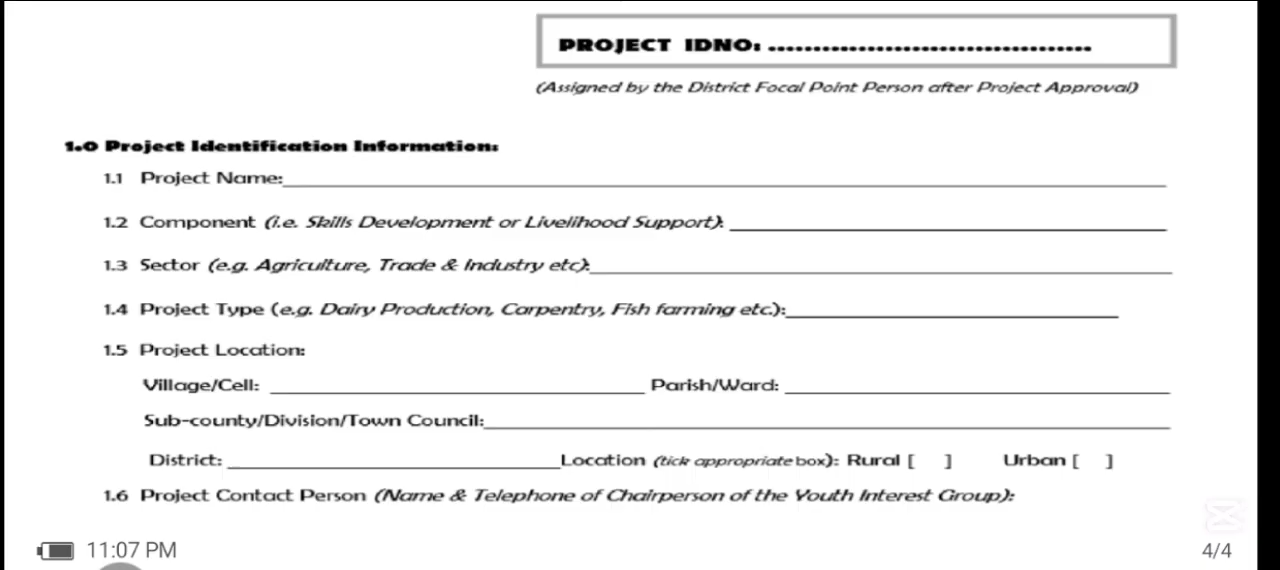 PROJECT IDNO: ....................................
(Assigned by the District Focal Point Person after Project Approval)
1.0 Project Identification Information:
1.1 Project Name:
1.2 Component (i.e. Skills Development or Livelihood Support):
1.3 Sector (e.g. Agriculture, Trade & Industry etc):
1.4 Project Type (e.g. Dairy Production, Carpentry, Fish farming etc.):
1.5 Project Location:
Village/Cell: Parish/Ward:
Sub-county/Division/Town Council:
District: Location (tick appropriate box): Rural [ ] Urban [ ]
1.6 Project Contact Person (Name & Telephone of Chairperson of the Youth Interest Group):
11:07 PM 4/4